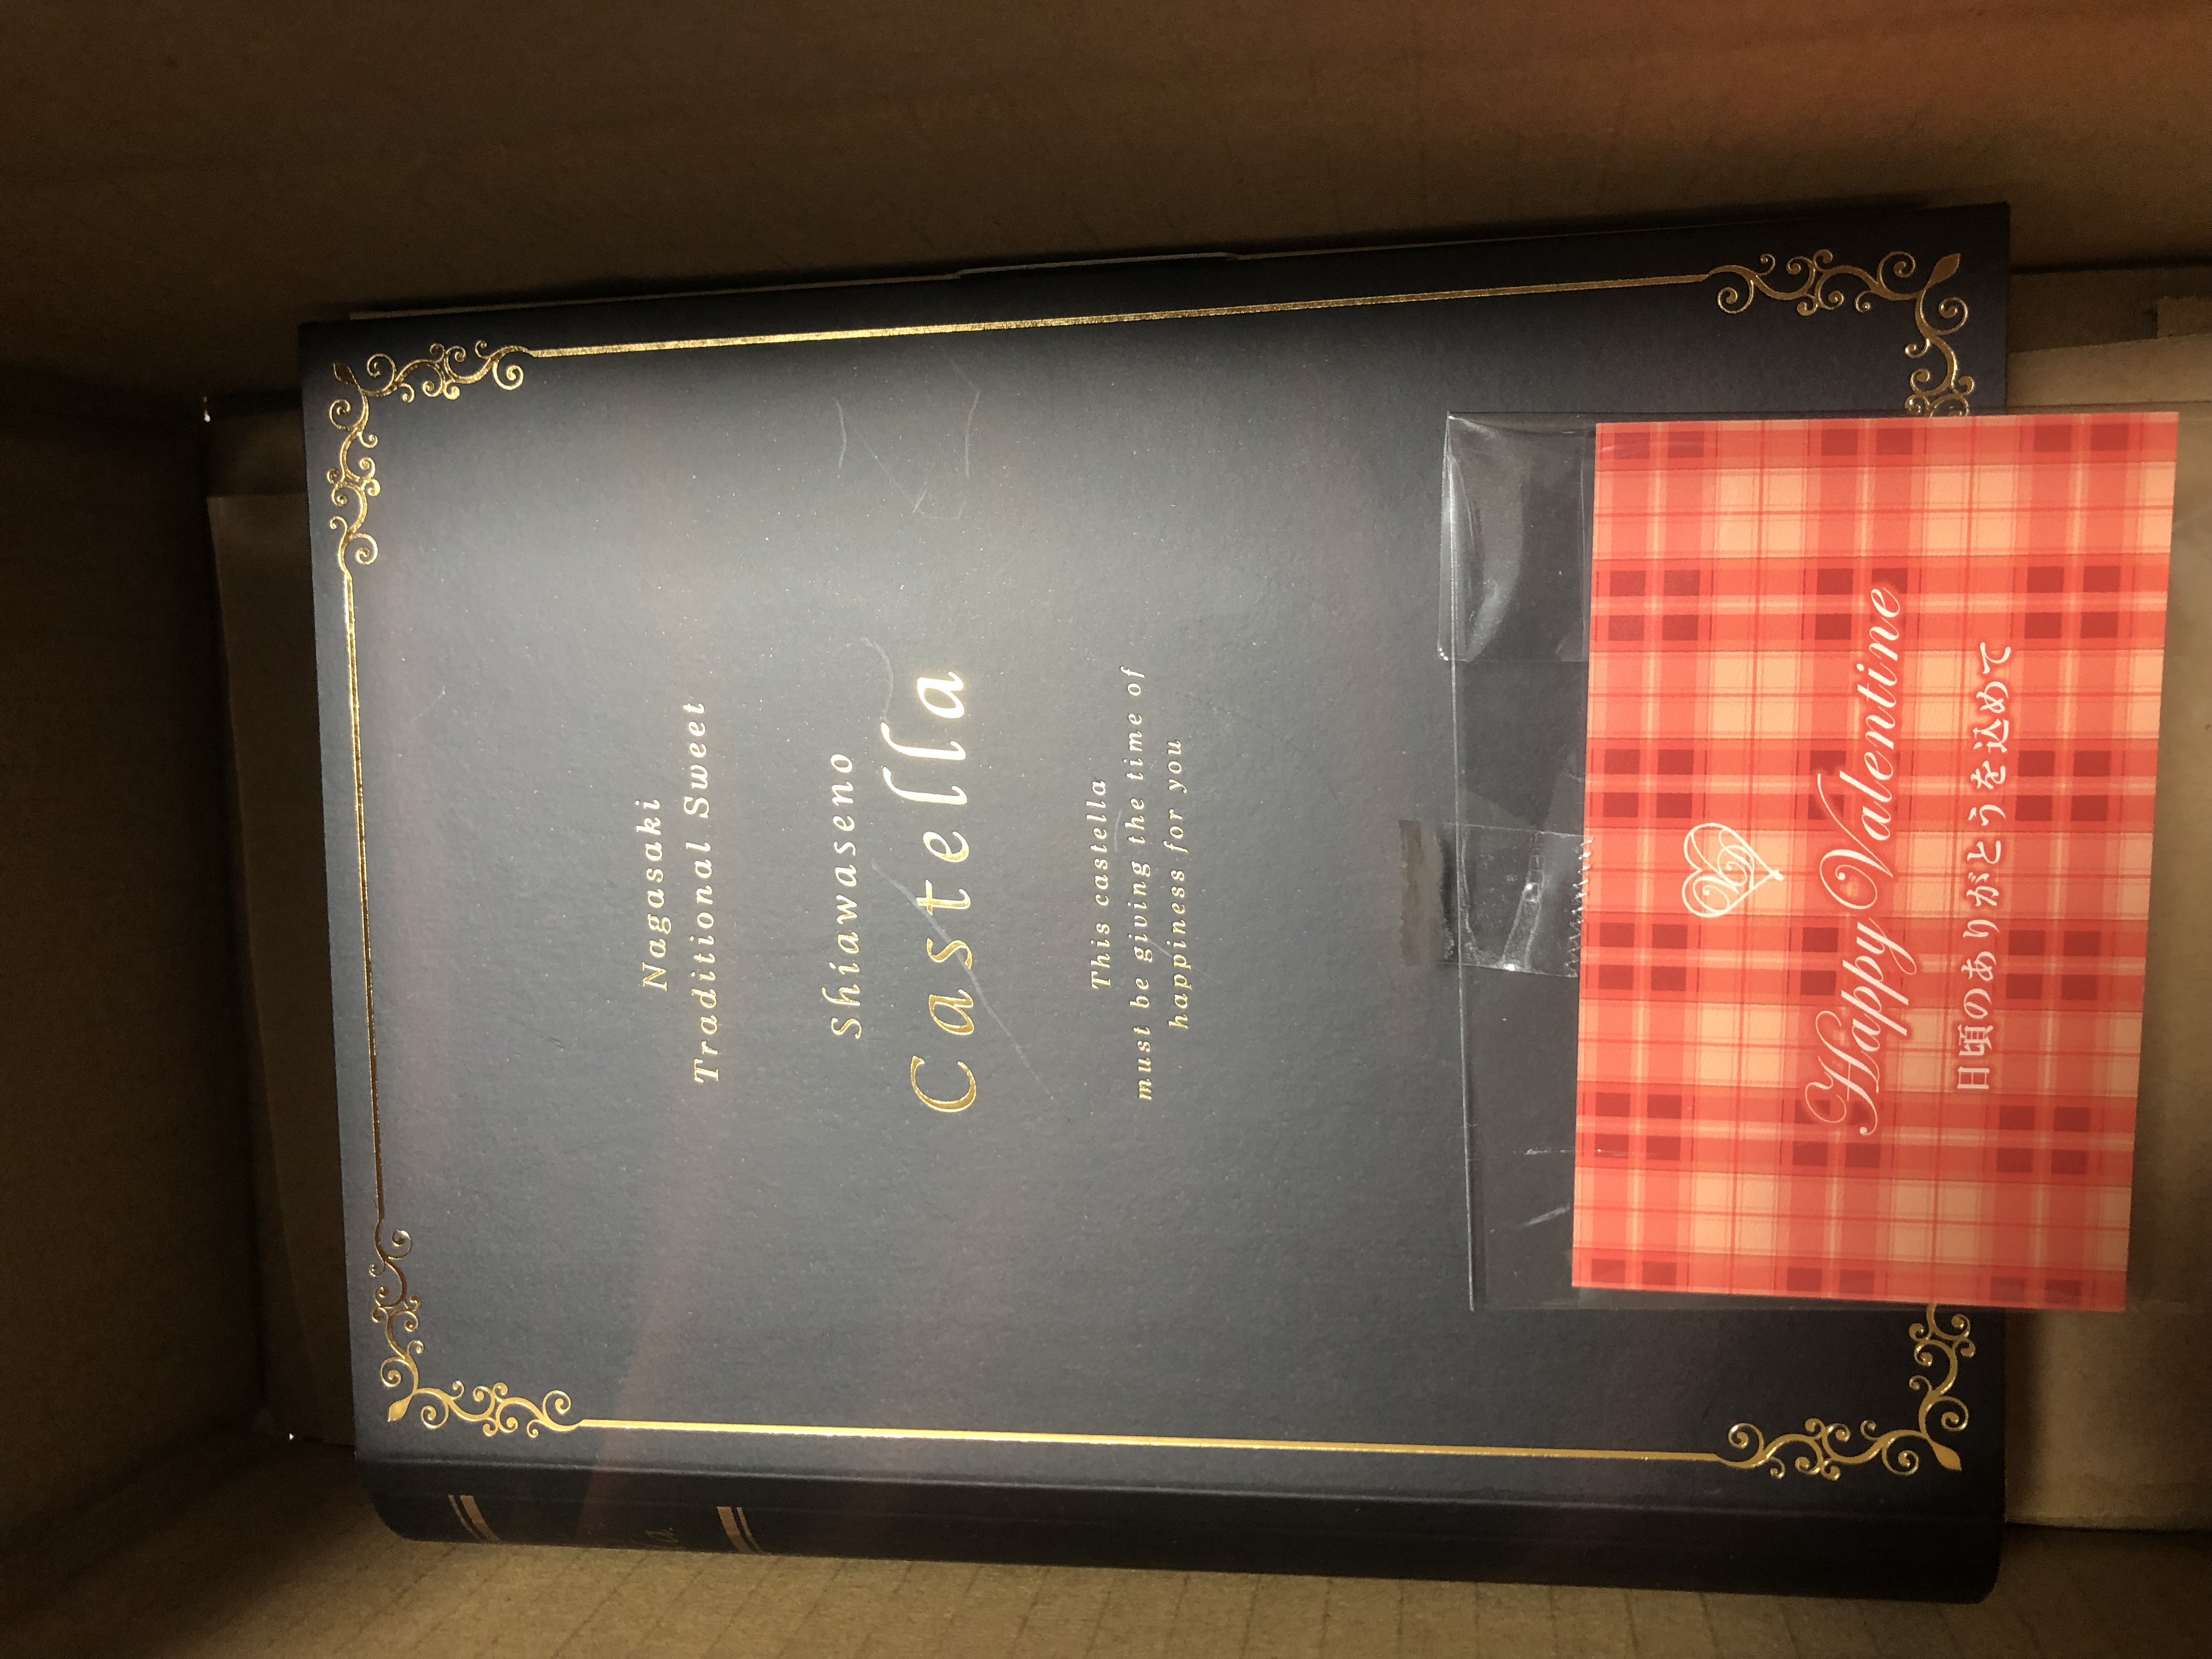 Nagasaki
Traditional Sweet
Shiawaseno
Castella
This castella
must be giving the time of
happiness for you
Happy Valentine
日頃のありがとうを込めて